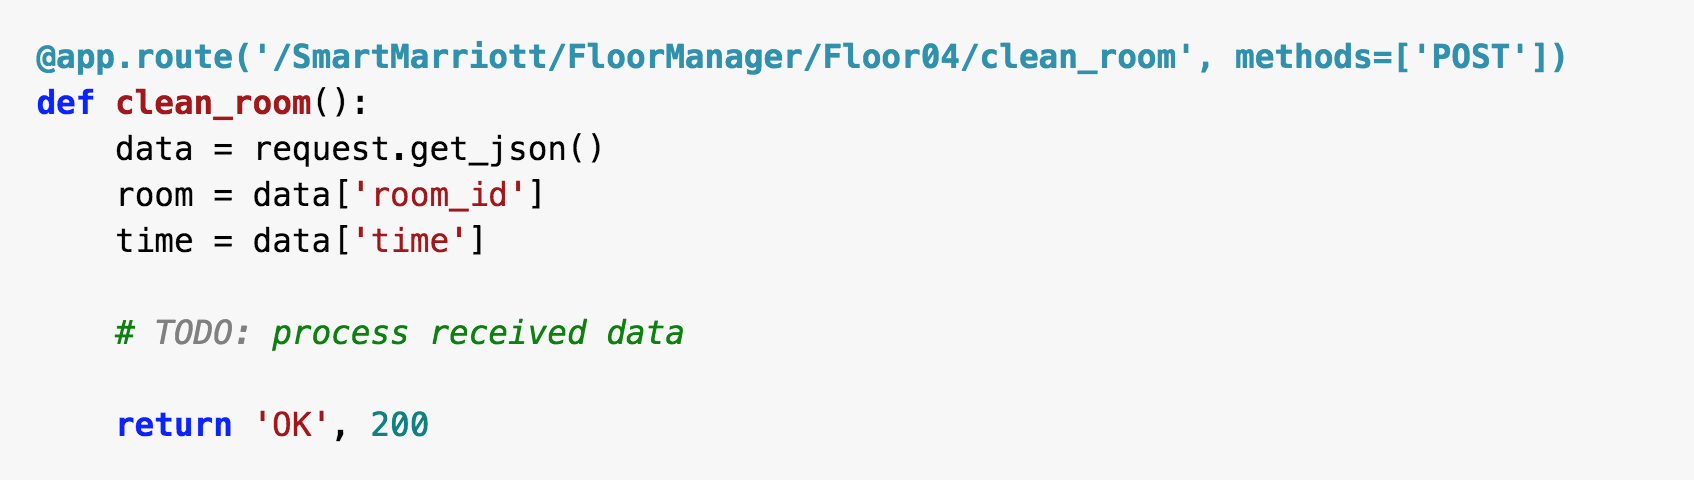 @app.route('/SmartMarriott/FloorManager/Floor04/clean_room', methods=['POST'])
def clean_room():
    data = request.get_json()
    room = data['room_id']
    time = data['time']
    # TODO: process received data
    return 'OK', 200